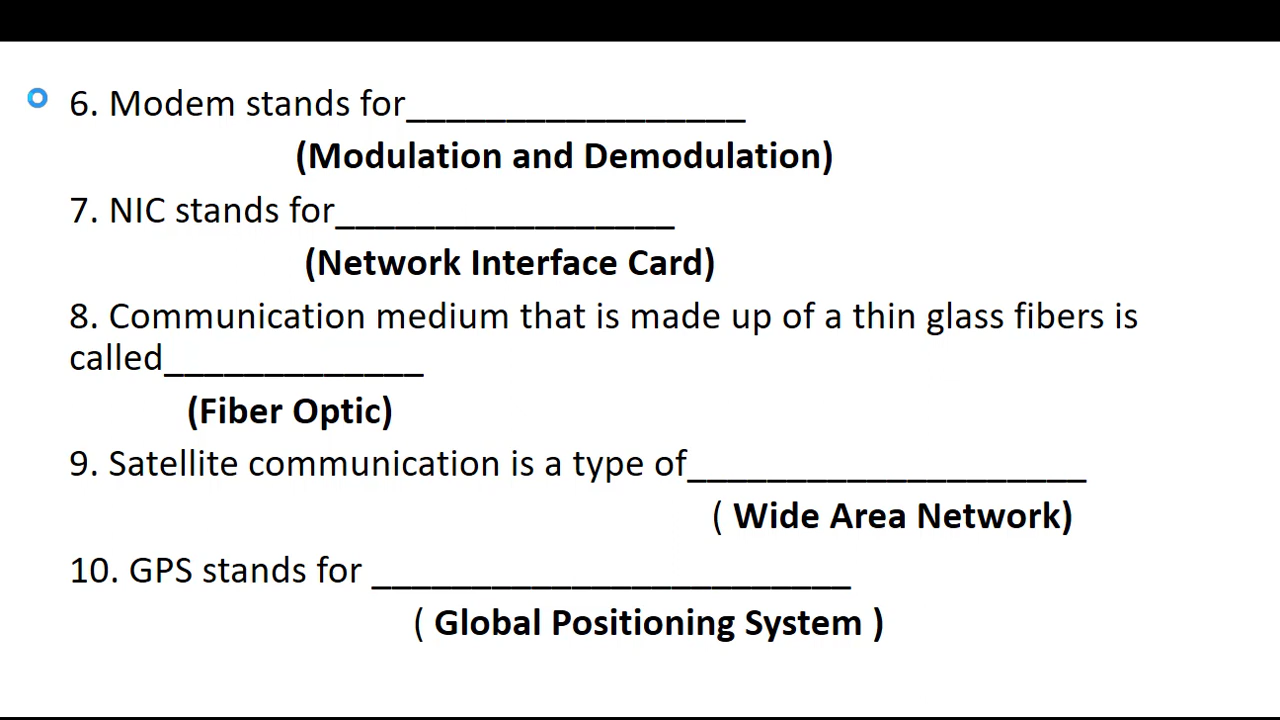 6. Modem stands for_________________
(Modulation and Demodulation)
7. NIC stands for_________________
(Network Interface Card)
8. Communication medium that is made up of a thin glass fibers is
called_____________
(Fiber Optic)
9. Satellite communication is a type of____________________
( Wide Area Network)
10. GPS stands for ________________________
( Global Positioning System )